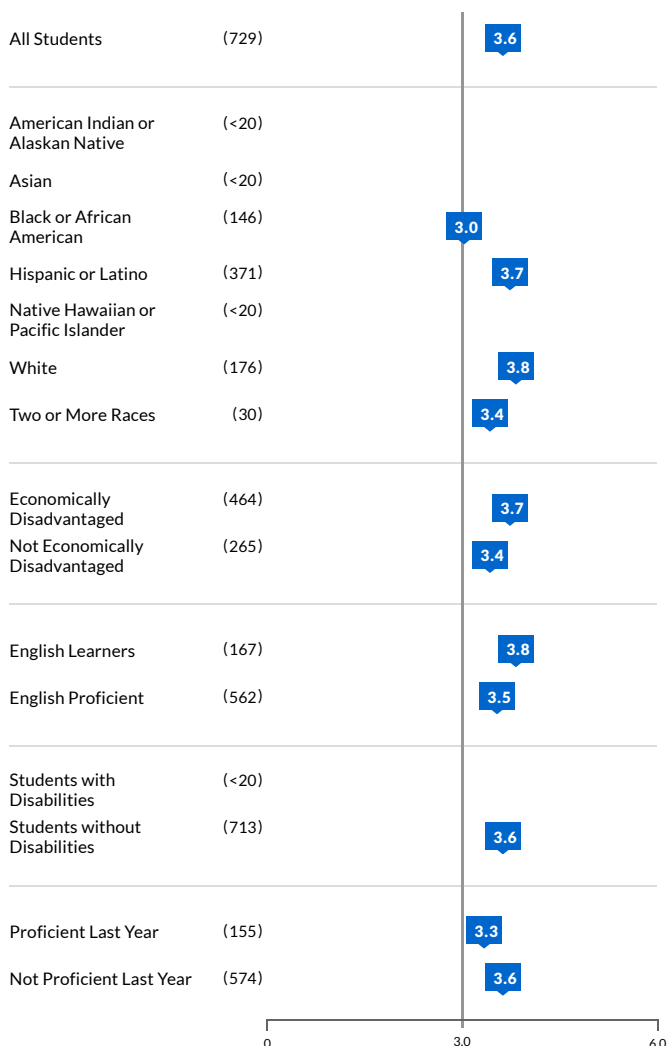 All Students (729) 3.6
American Indian or (<20)
Alaskan Native
Asian (<20)
Black or African (146) 3.0
American
Hispanic or Latino (371) 3.7
Native Hawaiian or (<20)
Pacific Islander
White (176) 3.8
Two or More Races (30) 3.4
Economically (464) 3.7
Disadvantaged
Not Economically (265) 3.4
Disadvantaged
English Learners (167) 3.8
English Proficient (562) 3.5
Students with (<20)
Disabilities
Students without (713) 3.6
Disabilities
Proficient Last Year (155) 3.3
Not Proficient Last Year (574) 3.6
0 3.0 6.0